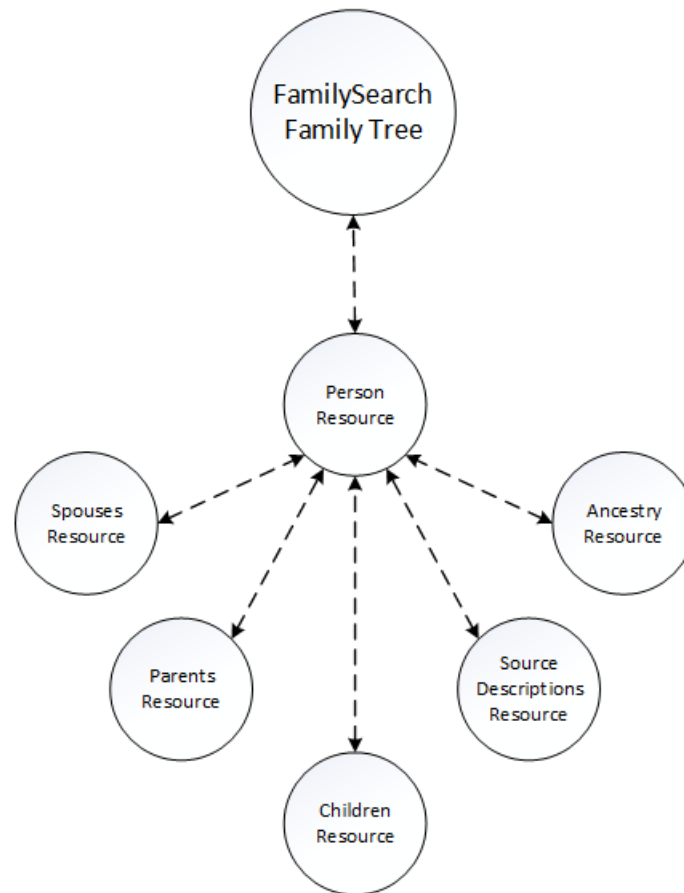 FamilySearch
Family Tree
Person
Resource
Spouses
Resource
Ancestry
Resource
Parents
Resource
Source
Descriptions
Resource
Children
Resource